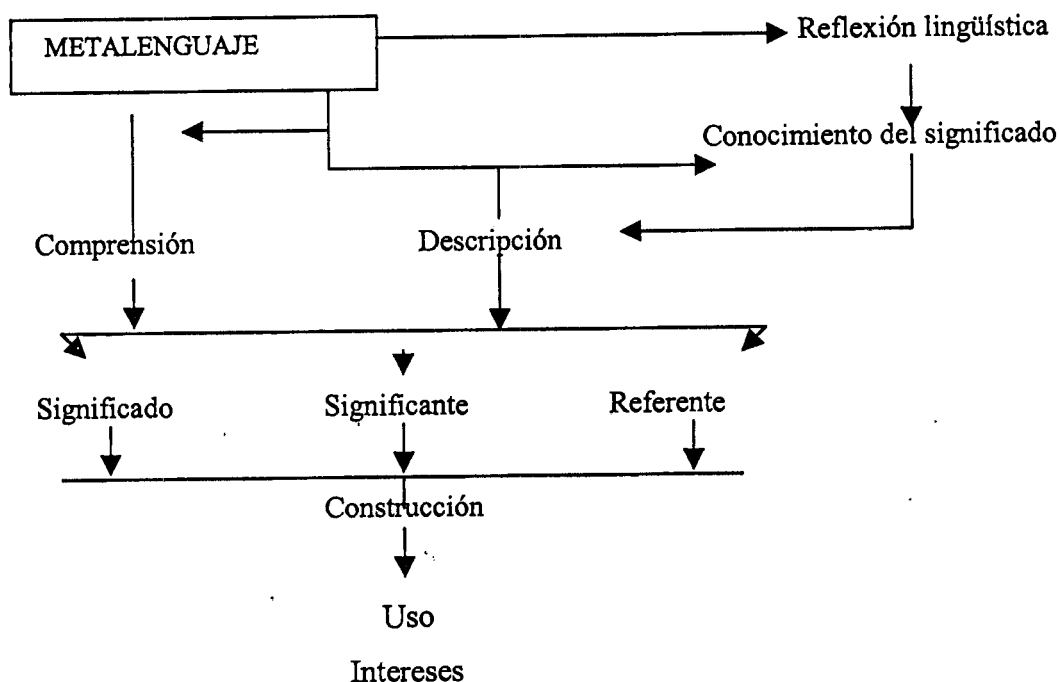 METALENGUAJE
Reflexión lingüística
Conocimiento del significado
Comprensión
Descripción
Significado
Significante
Referente
Construcción
Uso
Intereses